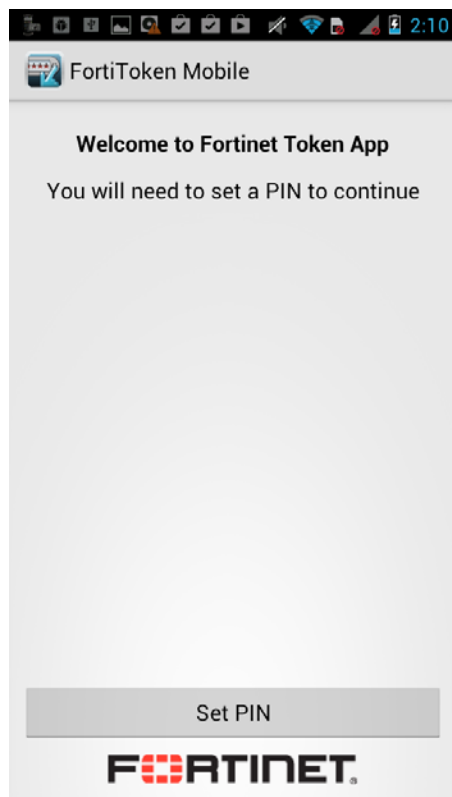 2:10
FortiToken Mobile
Welcome to Fortinet Token App
You will need to set a PIN to continue
Set PIN
FORTINET